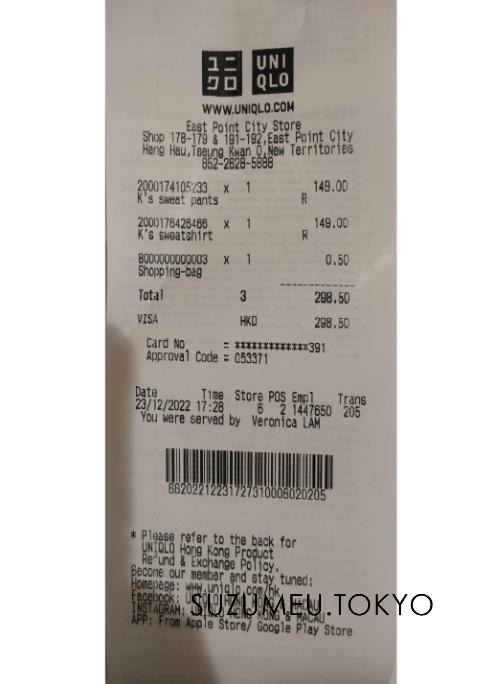 ユニ
クロ
UNI
QLO
WWW.UNIQLO.COM
East Point City Store
Shop 178-179 & 191-192,East Point City
Hang Hau,Tseung Kwan O,New Territories
852-2628-5888
2000174105233 x 1 149.00
K's sweat pants R
2000176426466 x 1 149.00
K's sweatshirt R
8000000000003 x 1 0.50
Shopping-bag
Total 3 298.50
VISA HKD 298.50
Card No = *************391
Approval Code = 053371
Date Time Store POS Empl Trans
23/12/2022 17:28 6 2 1447650 205
You were served by Veronica LAM
6620221223172731000602​0205
* Please refer to the back for
UNIQLO Hong Kong Product
Refund & Exchange Policy.
Become our member and stay tuned:
Homepage: www.uniqlo.com/hk
Facebook:
INSTAGRAM: HONG KONG & MACAU
SUZUMEU.TOKYO
APP: From Apple Store/ Google Play Store